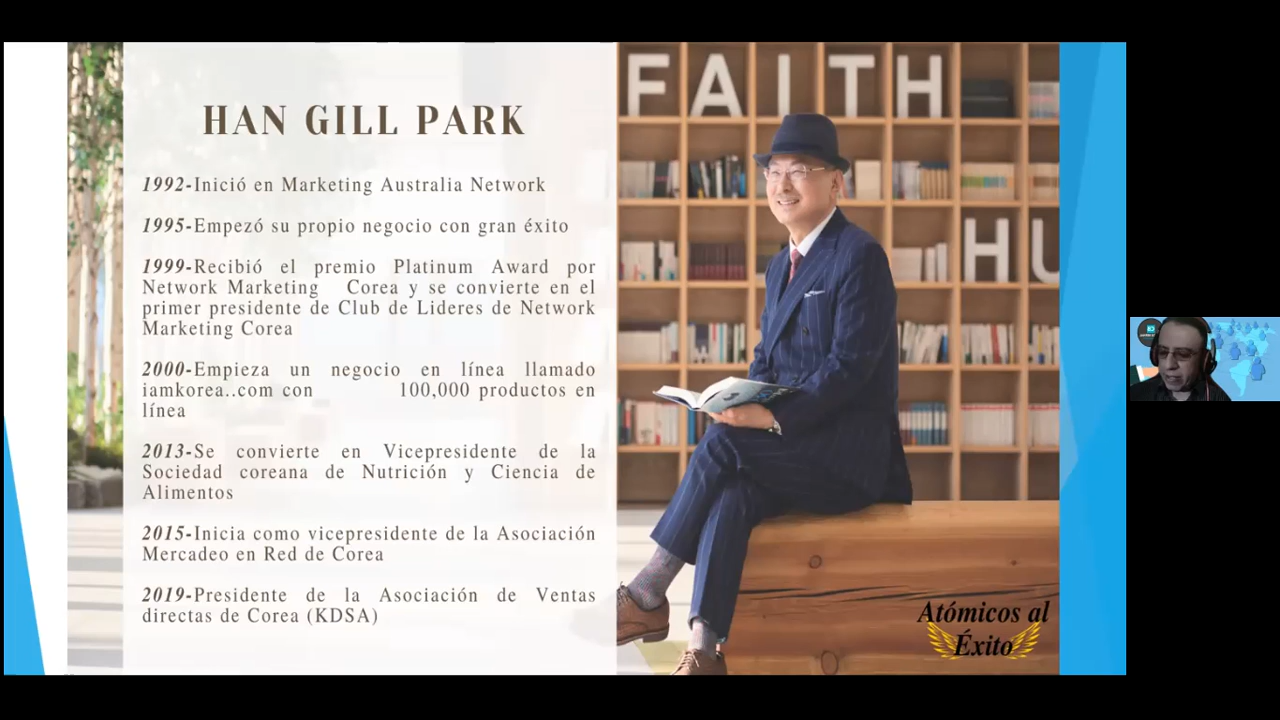 HAN GILL PARK
1992-Inició en Marketing Australia Network
1995-Empezó su propio negocio con gran éxito
1999-Recibió el premio Platinum Award por
Network Marketing Corea y se convierte en el
primer presidente de Club de Lideres de Network
Marketing Corea
2000-Empieza un negocio en línea llamado
iamkorea..com con 100,000 productos en
línea
2013-Se convierte en Vicepresidente de la
Sociedad coreana de Nutrición y Ciencia de
Alimentos
2015-Inicia como vicepresidente de la Asociación
Mercadeo en Red de Corea
2019-Presidente de la Asociación de Ventas
directas de Corea (KDSA)
FAITH
HU
Atómicos al
Éxito